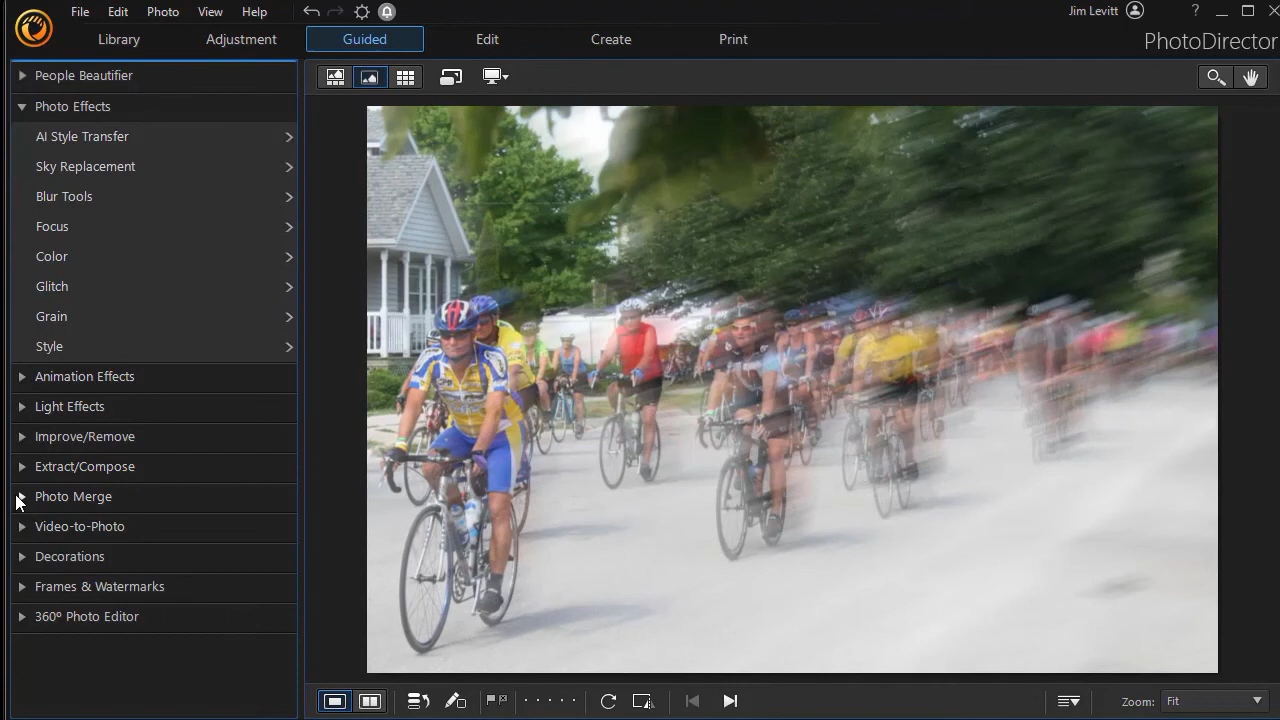 File Edit Photo View Help
Jim Levitt ?
Library Adjustment Guided Edit Create Print
PhotoDirector
People Beautifier
Photo Effects
AI Style Transfer
Sky Replacement
Blur Tools
Focus
Color
Glitch
Grain
Style
Animation Effects
Light Effects
Improve/Remove
Extract/Compose
Photo Merge
Video-to-Photo
Decorations
Frames & Watermarks
360º Photo Editor
Zoom: Fit